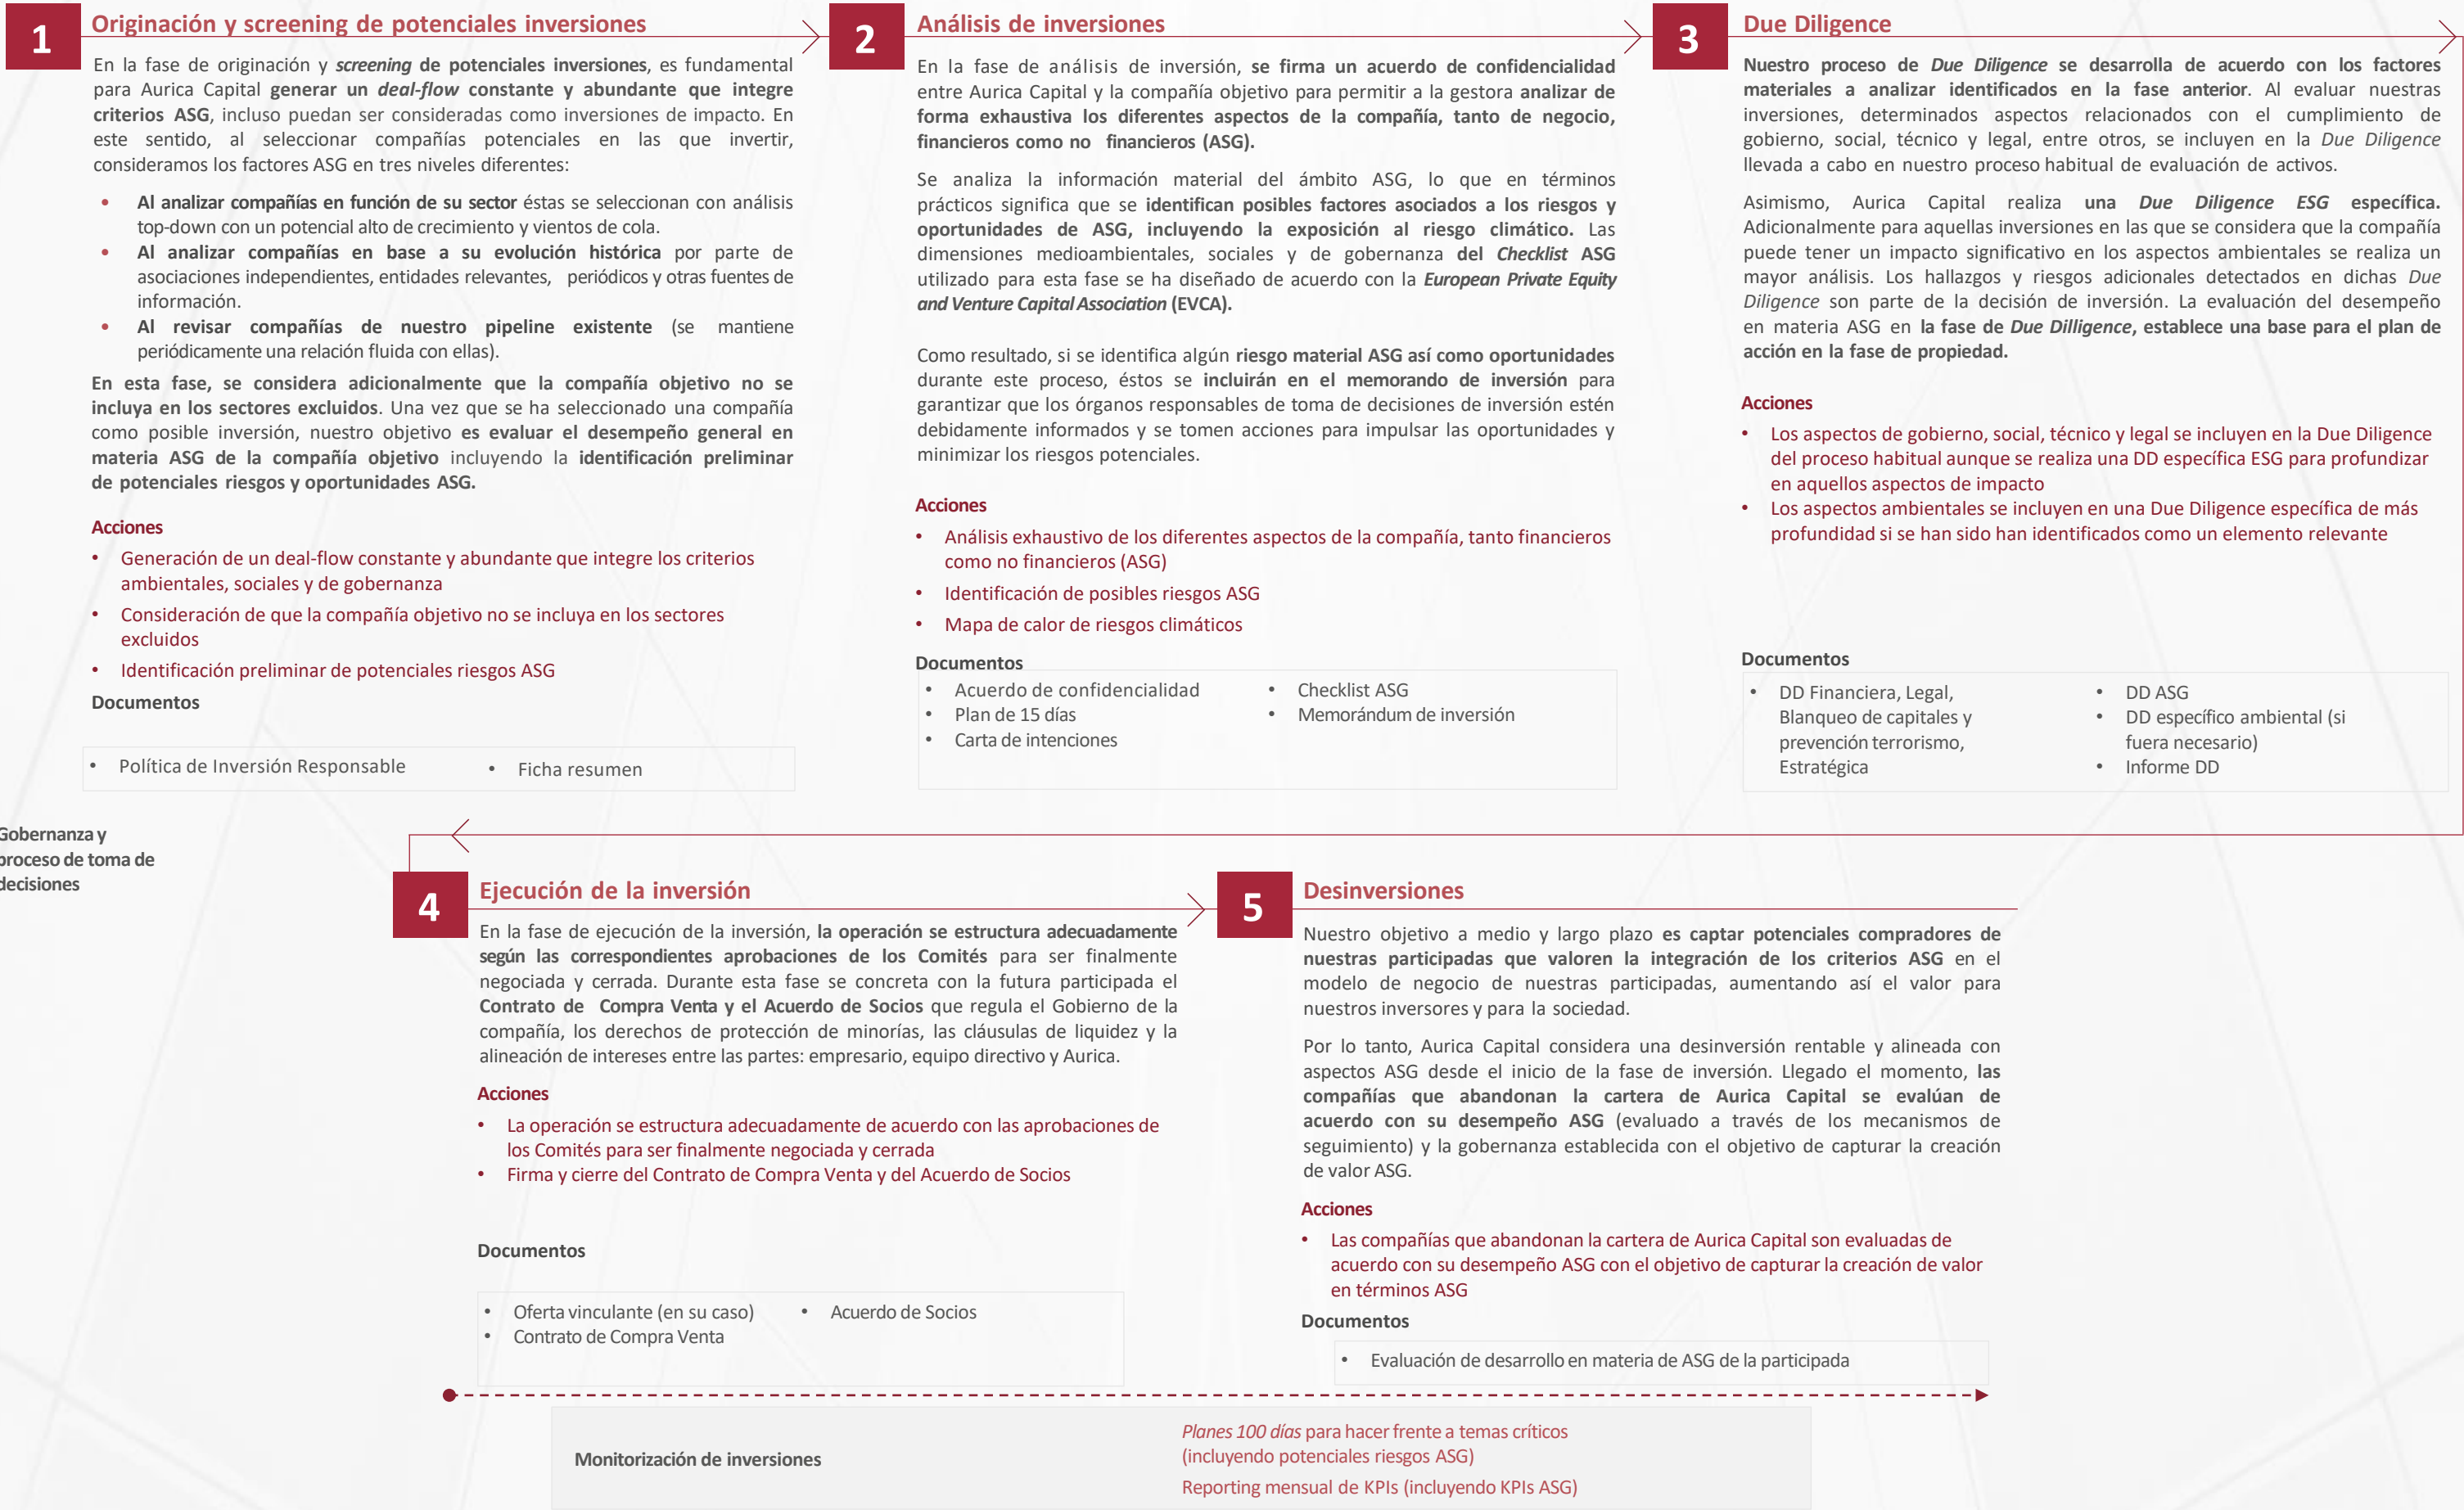 1
Originación y screening de potenciales inversiones
En la fase de originación y screening de potenciales inversiones, es fundamental
para Aurica Capital generar un deal-flow constante y abundante que integre
criterios ASG, incluso puedan ser consideradas como inversiones de impacto. En
este sentido, al seleccionar compañías potenciales en las que invertir,
consideramos los factores ASG en tres niveles diferentes:
• Al analizar compañías en función de su sector éstas se seleccionan con análisis
top-down con un potencial alto de crecimiento y vientos de cola.
• Al analizar compañías en base a su evolución histórica por parte de
asociaciones independientes, entidades relevantes, periódicos y otras fuentes de
información.
• Al revisar compañías de nuestro pipeline existente (se mantiene
periódicamente una relación fluida con ellas).
En esta fase, se considera adicionalmente que la compañía objetivo no se
incluya en los sectores excluidos. Una vez que se ha seleccionado una compañía
como posible inversión, nuestro objetivo es evaluar el desempeño general en
materia ASG de la compañía objetivo incluyendo la identificación preliminar
de potenciales riesgos y oportunidades ASG.
Acciones
• Generación de un deal-flow constante y abundante que integre los criterios
ambientales, sociales y de gobernanza
• Consideración de que la compañía objetivo no se incluya en los sectores
excluidos
• Identificación preliminar de potenciales riesgos ASG
Documentos
• Política de Inversión Responsable
• Ficha resumen
2
Análisis de inversiones
En la fase de análisis de inversión, se firma un acuerdo de confidencialidad
entre Aurica Capital y la compañía objetivo para permitir a la gestora analizar de
forma exhaustiva los diferentes aspectos de la compañía, tanto de negocio,
financieros como no financieros (ASG).
Se analiza la información material del ámbito ASG, lo que en términos
prácticos significa que se identifican posibles factores asociados a los riesgos y
oportunidades de ASG, incluyendo la exposición al riesgo climático. Las
dimensiones medioambientales, sociales y de gobernanza del Checklist ASG
utilizado para esta fase se ha diseñado de acuerdo con la European Private Equity
and Venture Capital Association (EVCA).
Como resultado, si se identifica algún riesgo material ASG así como oportunidades
durante este proceso, éstos se incluirán en el memorando de inversión para
garantizar que los órganos responsables de toma de decisiones de inversión estén
debidamente informados y se tomen acciones para impulsar las oportunidades y
minimizar los riesgos potenciales.
Acciones
• Análisis exhaustivo de los diferentes aspectos de la compañía, tanto financieros
como no financieros (ASG)
• Identificación de posibles riesgos ASG
• Mapa de calor de riesgos climáticos
Documentos
• Acuerdo de confidencialidad
• Plan de 15 días
• Carta de intenciones
• Checklist ASG
• Memorándum de inversión
3
Due Diligence
Nuestro proceso de Due Diligence se desarrolla de acuerdo con los factores
materiales a analizar identificados en la fase anterior. Al evaluar nuestras
inversiones, determinados aspectos relacionados con el cumplimiento de
gobierno, social, técnico y legal, entre otros, se incluyen en la Due Diligence
llevada a cabo en nuestro proceso habitual de evaluación de activos.
Asimismo, Aurica Capital realiza una Due Diligence ESG específica.
Adicionalmente para aquellas inversiones en las que se considera que la compañía
puede tener un impacto significativo en los aspectos ambientales se realiza un
mayor análisis. Los hallazgos y riesgos adicionales detectados en dichas Due
Diligence son parte de la decisión de inversión. La evaluación del desempeño
en materia ASG en la fase de Due Dilligence, establece una base para el plan de
acción en la fase de propiedad.
Acciones
• Los aspectos de gobierno, social, técnico y legal se incluyen en la Due Diligence
del proceso habitual aunque se realiza una DD específica ESG para profundizar
en aquellos aspectos de impacto
• Los aspectos ambientales se incluyen en una Due Diligence específica de más
profundidad si se han sido han identificados como un elemento relevante
Documentos
• DD Financiera, Legal,
Blanqueo de capitales y
prevención terrorismo,
Estratégica
• DD ASG
• DD específico ambiental (si
fuera necesario)
• Informe DD
Gobernanza y
proceso de toma de
decisiones
4
Ejecución de la inversión
En la fase de ejecución de la inversión, la operación se estructura adecuadamente
según las correspondientes aprobaciones de los Comités para ser finalmente
negociada y cerrada. Durante esta fase se concreta con la futura participada el
Contrato de Compra Venta y el Acuerdo de Socios que regula el Gobierno de la
compañía, los derechos de protección de minorías, las cláusulas de liquidez y la
alineación de intereses entre las partes: empresario, equipo directivo y Aurica.
Acciones
• La operación se estructura adecuadamente de acuerdo con las aprobaciones de
los Comités para ser finalmente negociada y cerrada
• Firma y cierre del Contrato de Compra Venta y del Acuerdo de Socios
Documentos
• Oferta vinculante (en su caso)
• Contrato de Compra Venta
• Acuerdo de Socios
5
Desinversiones
Nuestro objetivo a medio y largo plazo es captar potenciales compradores de
nuestras participadas que valoren la integración de los criterios ASG en el
modelo de negocio de nuestras participadas, aumentando así el valor para
nuestros inversores y para la sociedad.
Por lo tanto, Aurica Capital considera una desinversión rentable y alineada con
aspectos ASG desde el inicio de la fase de inversión. Llegado el momento, las
compañías que abandonan la cartera de Aurica Capital se evalúan de
acuerdo con su desempeño ASG (evaluado a través de los mecanismos de
seguimiento) y la gobernanza establecida con el objetivo de capturar la creación
de valor ASG.
Acciones
• Las compañías que abandonan la cartera de Aurica Capital son evaluadas de
acuerdo con su desempeño ASG con el objetivo de capturar la creación de valor
en términos ASG
Documentos
• Evaluación de desarrollo en materia de ASG de la participada
Monitorización de inversiones
Planes 100 días para hacer frente a temas críticos
(incluyendo potenciales riesgos ASG)
Reporting mensual de KPIs (incluyendo KPIs ASG)